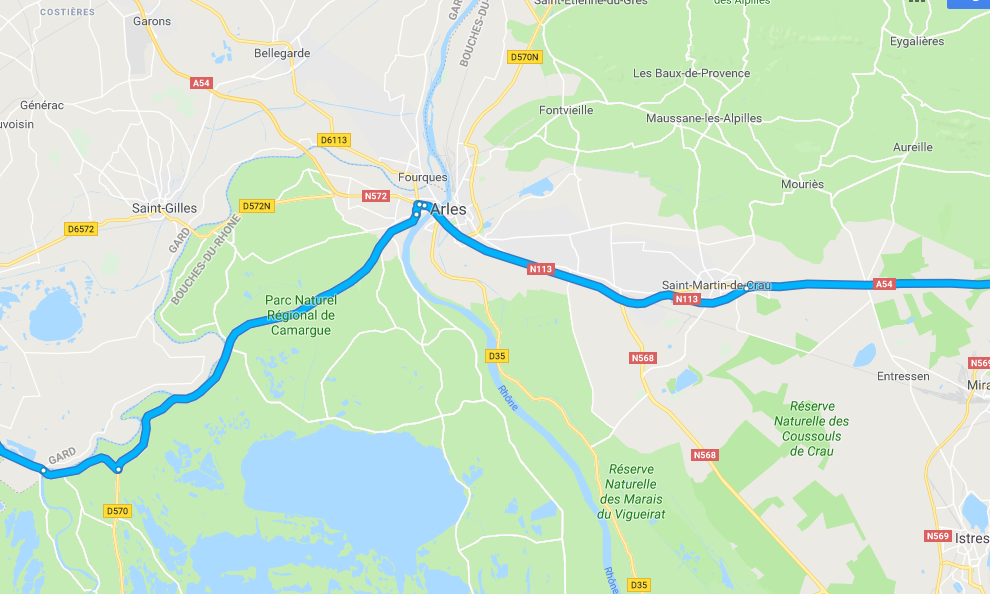 COSTIÈRES
Garons
Bellegarde
GARD
BOUCHES-DU-
Saint-Étienne-du-Grès
des Alpilles
Eygalières
D570N
A54
Les Baux-de-Provence
Générac
Fontvieille
Maussane-les-Alpilles
uvoisin
D6113
Aureille
Fourques
Mouriès
N572
Saint-Gilles
D572N
Arles
D6572
GARD
BOUCHES-DU-RHÔNE
N113
Saint-Martin-de-Crau
A54
N113
Parc Naturel
Régional de
Camargue
D35
N568
N569
Entressen
Mira
Rhône
Réserve
Naturelle des
Coussouls
de Crau
GARD
N568
Réserve
Naturelle
des Marais
du Vigueirat
D570
N569
Istres
Rhône
D35